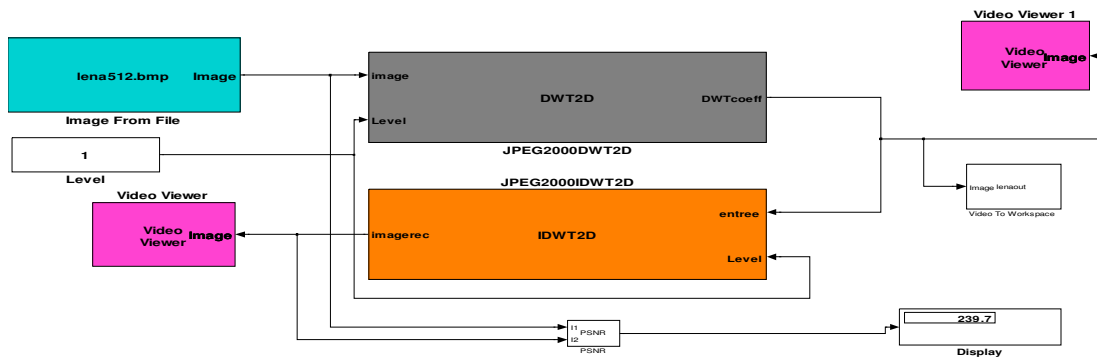 Video Viewer 1
Video
Viewer
Image
lena512.bmp
Image
Image From File
image
Level
DWT2D
DWTcoeff
JPEG2000DWT2D
1
Level
JPEG2000IDWT2D
Video Viewer
Video
Viewer
Image
imagerec
IDWT2D
entree
Level
Image
lenaout
Video To Workspace
I1
I2
PSNR
PSNR
239.7
Display